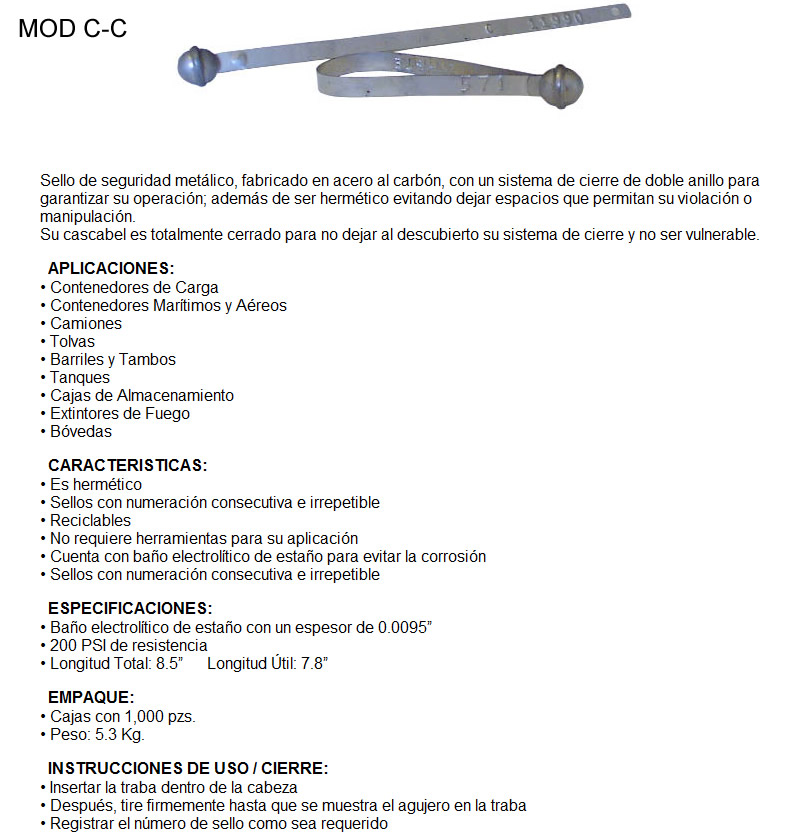 MOD C-C
C 11990
571
Sello de seguridad metálico, fabricado en acero al carbón, con un sistema de cierre de doble anillo para
garantizar su operación; además de ser hermético evitando dejar espacios que permitan su violación o
manipulación.
Su cascabel es totalmente cerrado para no dejar al descubierto su sistema de cierre y no ser vulnerable.
APLICACIONES:
• Contenedores de Carga
• Contenedores Marítimos y Aéreos
• Camiones
• Tolvas
• Barriles y Tambos
• Tanques
• Cajas de Almacenamiento
• Extintores de Fuego
• Bóvedas
CARACTERISTICAS:
• Es hermético
• Sellos con numeración consecutiva e irrepetible
• Reciclables
• No requiere herramientas para su aplicación
• Cuenta con baño electrolítico de estaño para evitar la corrosión
• Sellos con numeración consecutiva e irrepetible
ESPECIFICACIONES:
• Baño electrolítico de estaño con un espesor de 0.0095”
• 200 PSI de resistencia
• Longitud Total: 8.5” Longitud Útil: 7.8”
EMPAQUE:
• Cajas con 1,000 pzs.
• Peso: 5.3 Kg.
INSTRUCCIONES DE USO / CIERRE:
• Insertar la traba dentro de la cabeza
• Después, tire firmemente hasta que se muestra el agujero en la traba
• Registrar el número de sello como sea requerido